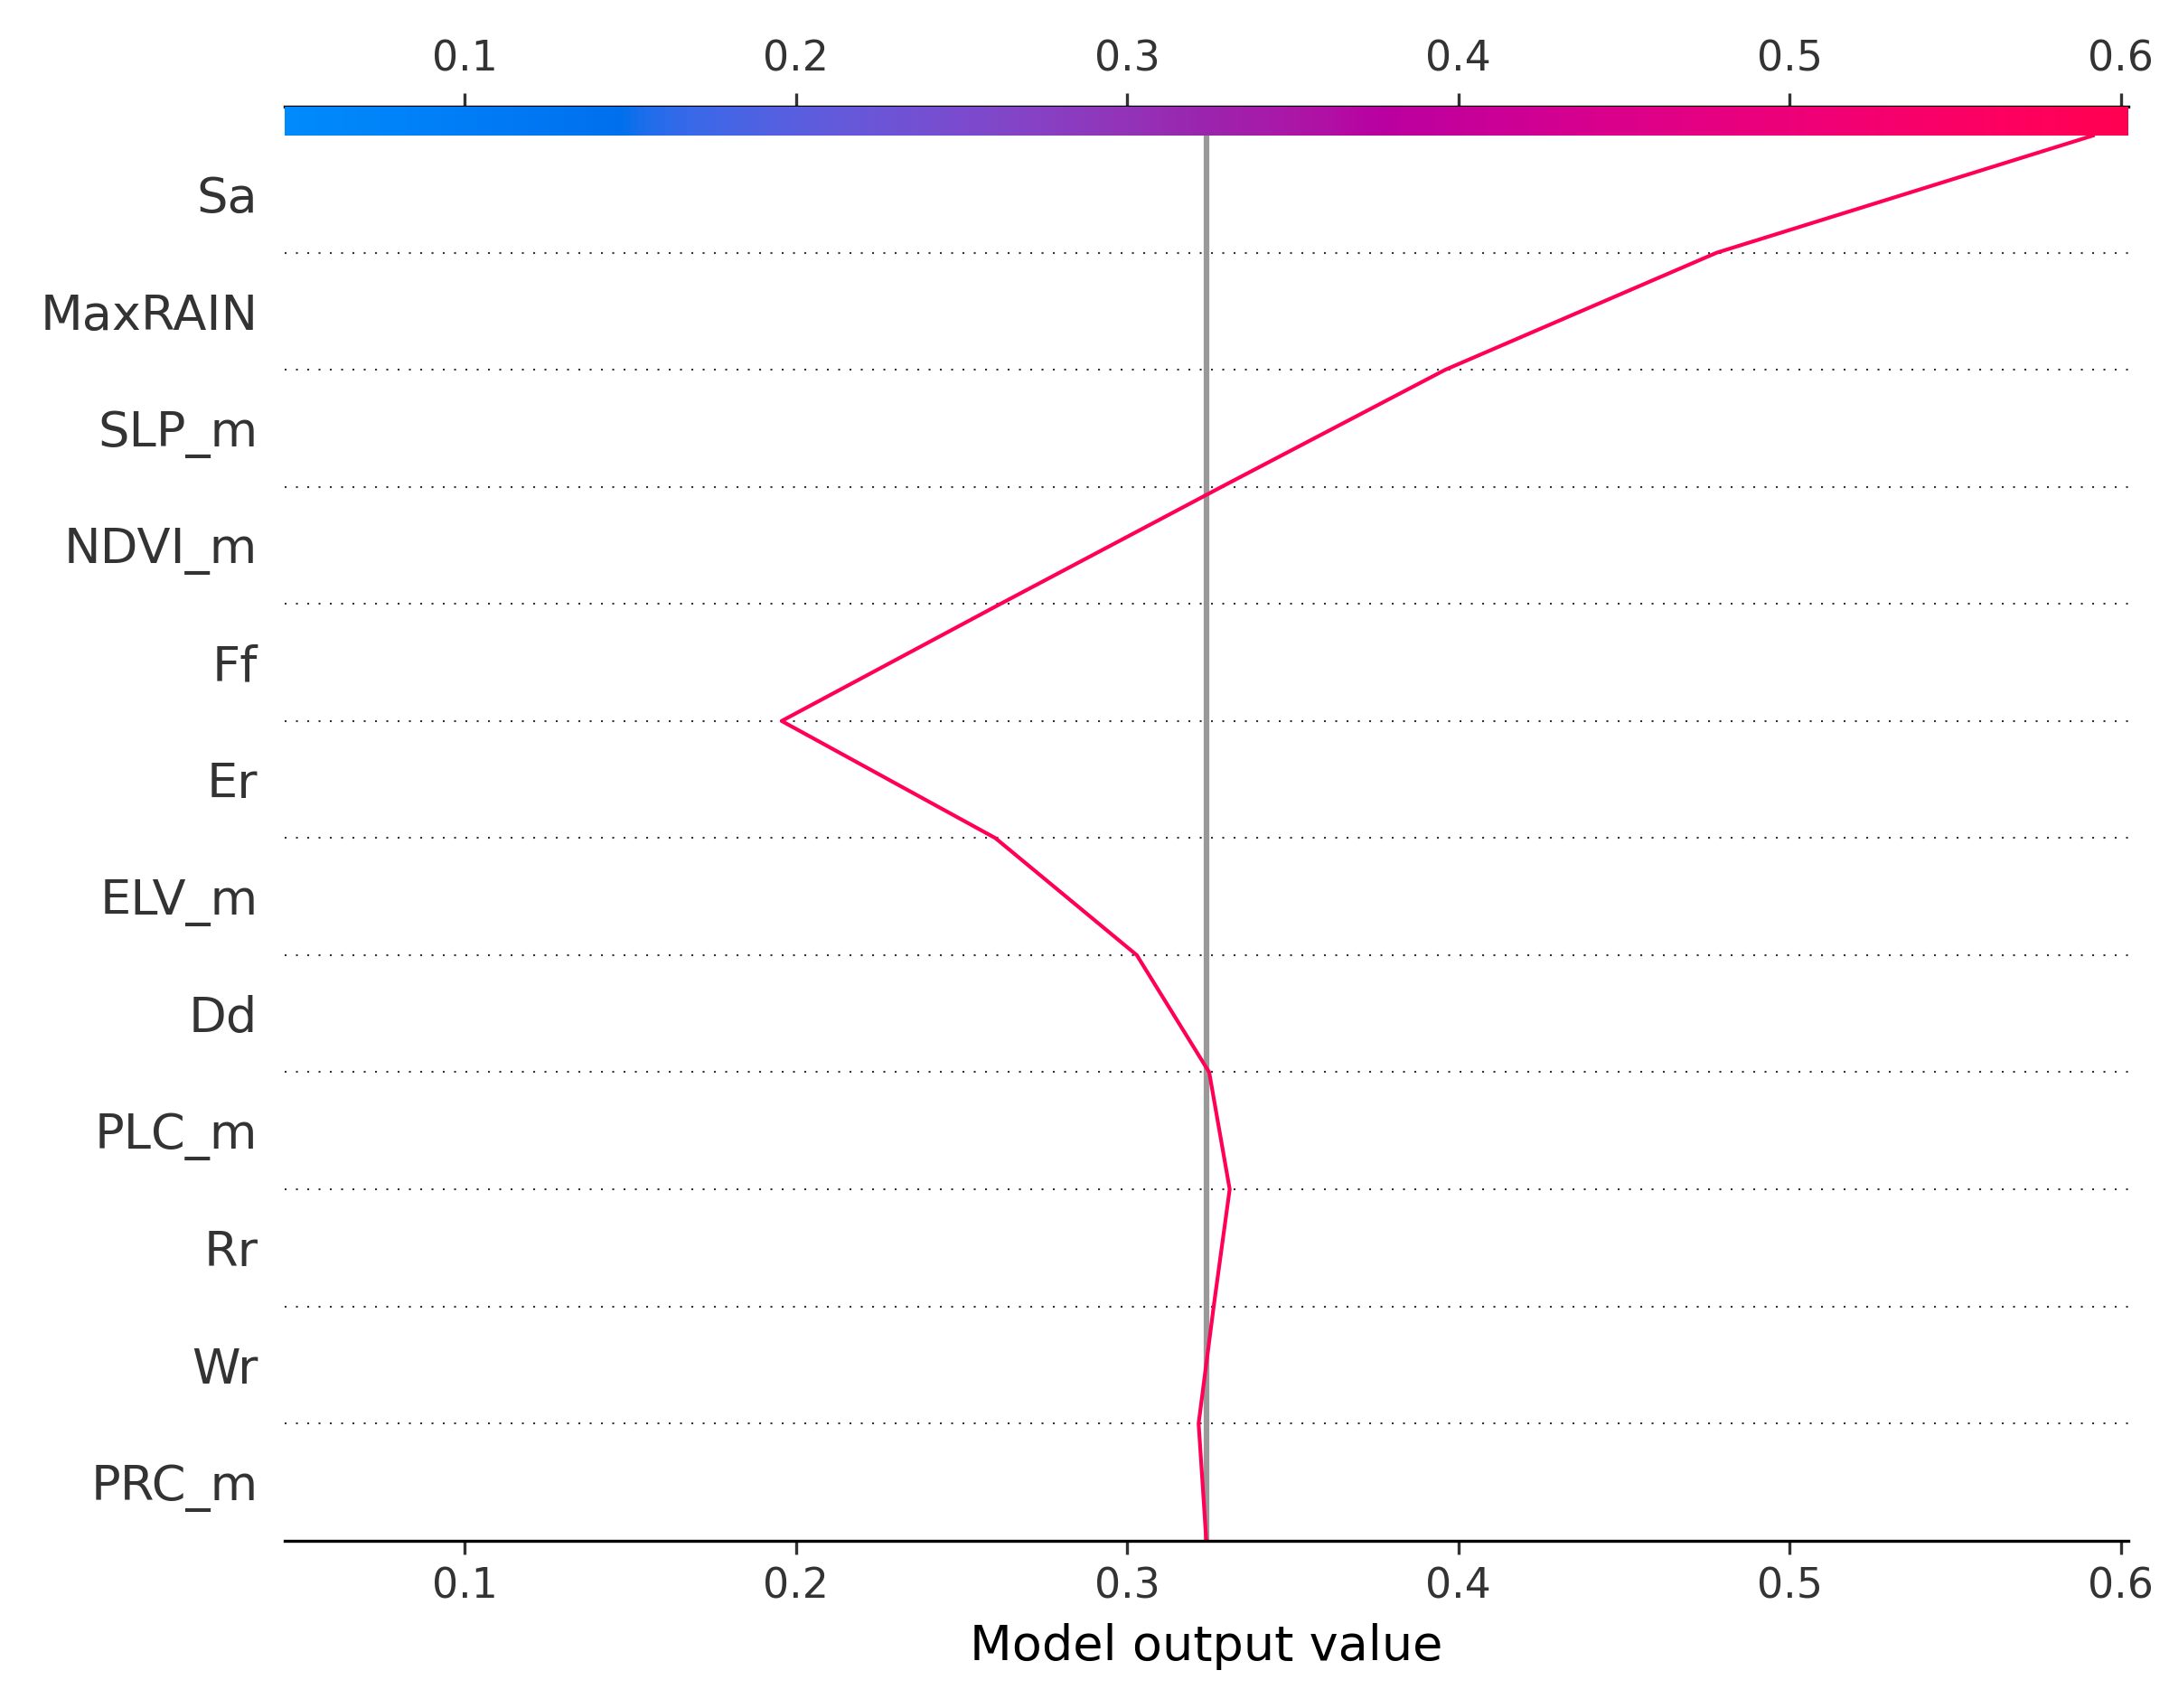 0.1 0.2 0.3 0.4 0.5 0.6
Sa
MaxRAIN
SLP_m
NDVI_m
Ff
Er
ELV_m
Dd
PLC_m
Rr
Wr
PRC_m
0.1 0.2 0.3 0.4 0.5 0.6
Model output value